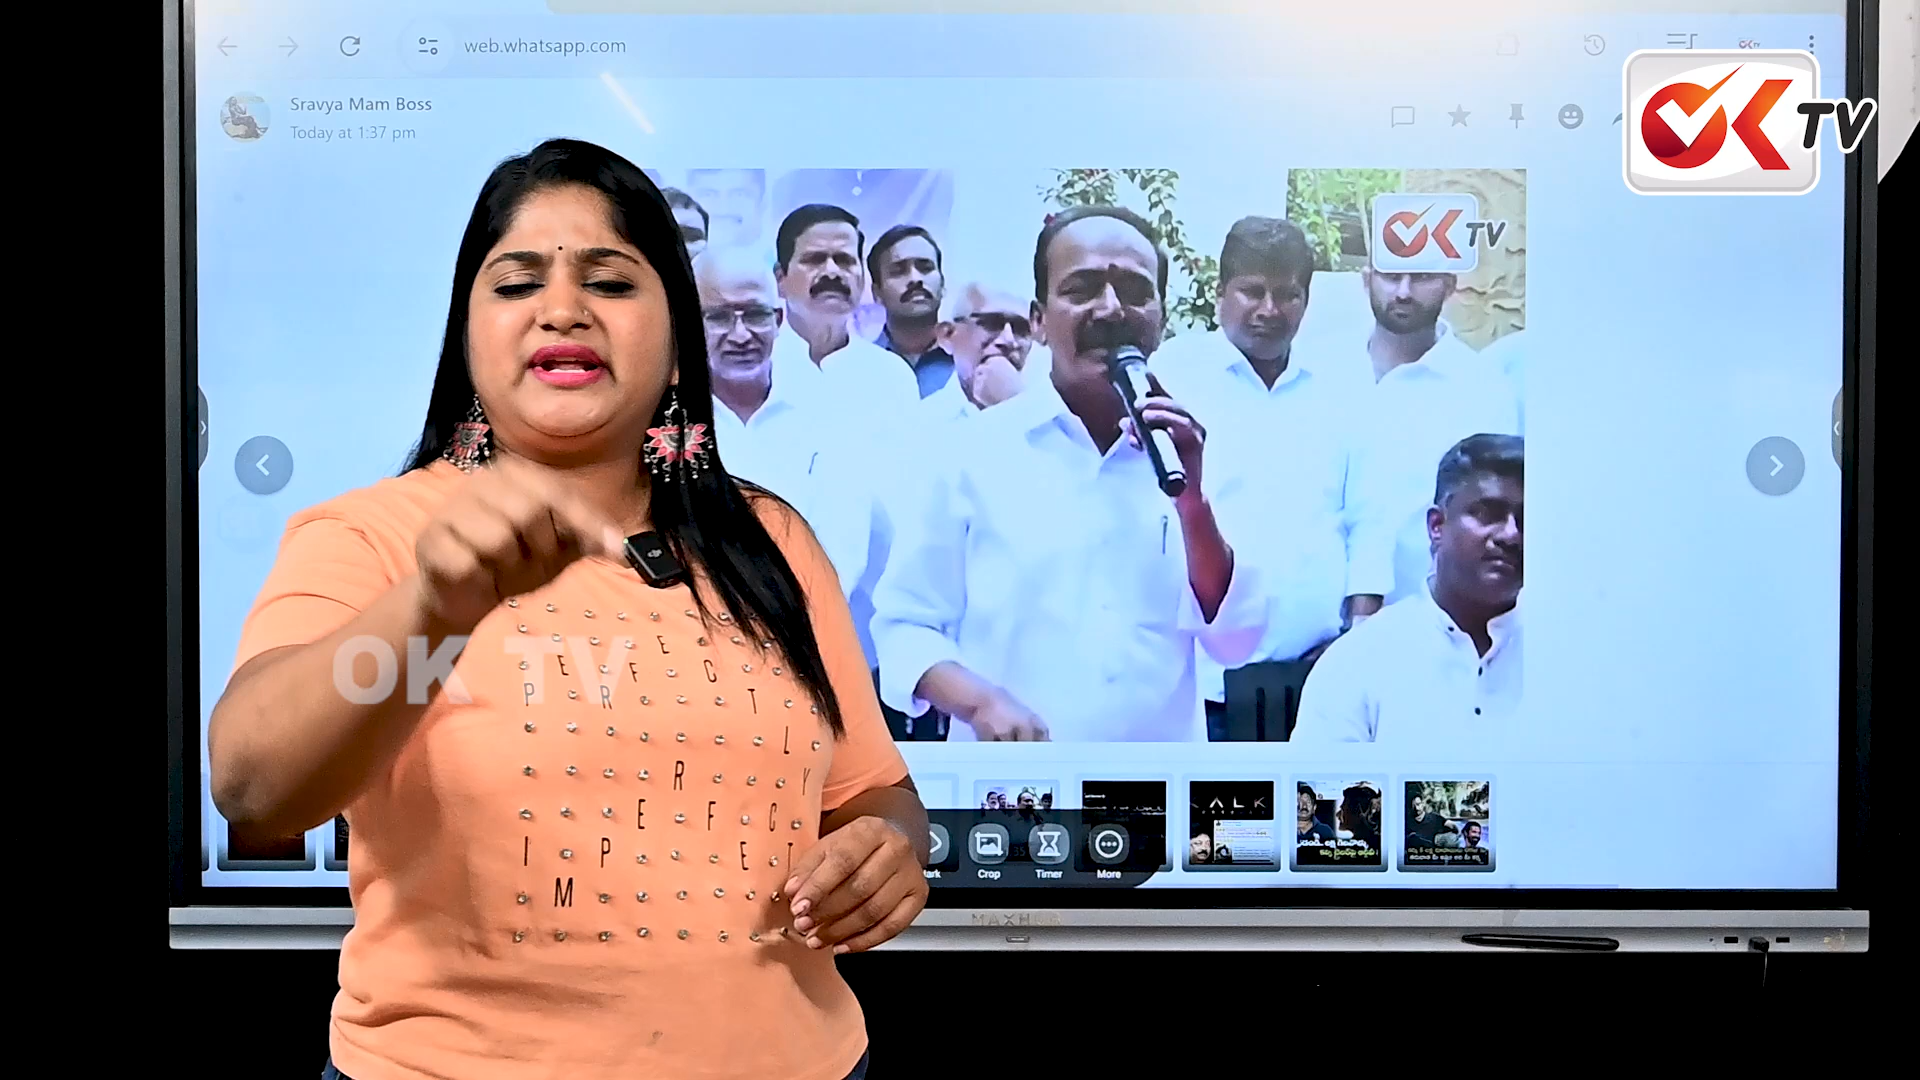 web.whatsapp.com
Sravya Mam Boss
Today at 1:37 pm
OK TV
OK TV
OK TV
PERFECTLY
IMPERFECT
Crop
Timer
More
MAXHUB